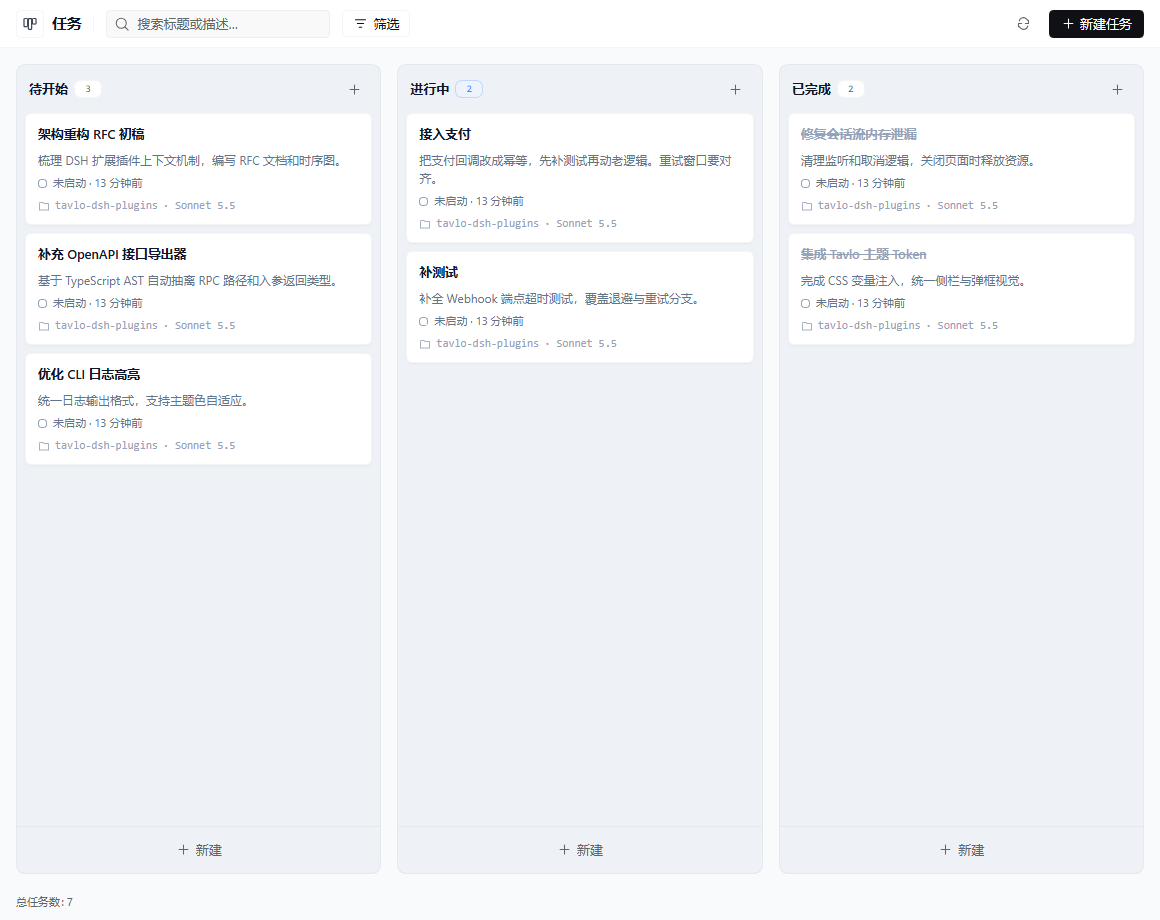 任务
搜索标题或描述...
筛选
新建任务
待开始 3
架构重构 RFC 初稿
梳理 DSH 扩展插件上下文机制，编写 RFC 文档和时序图。
未启动 · 13 分钟前
tavlo-dsh-plugins · Sonnet 5.5
补充 OpenAPI 接口导出器
基于 TypeScript AST 自动抽离 RPC 路径和入参返回类型。
未启动 · 13 分钟前
tavlo-dsh-plugins · Sonnet 5.5
优化 CLI 日志高亮
统一日志输出格式，支持主题色自适应。
未启动 · 13 分钟前
tavlo-dsh-plugins · Sonnet 5.5
新建
进行中 2
接入支付
把支付回调改成幂等，先补测试再动老逻辑。重试窗口要对
齐。
未启动 · 13 分钟前
tavlo-dsh-plugins · Sonnet 5.5
补测试
补全 Webhook 端点超时测试，覆盖退避与重试分支。
未启动 · 13 分钟前
tavlo-dsh-plugins · Sonnet 5.5
新建
已完成 2
修复会话流内存泄漏
清理监听和取消逻辑，关闭页面时释放资源。
未启动 · 13 分钟前
tavlo-dsh-plugins · Sonnet 5.5
集成 Tavlo 主题 Token
完成 CSS 变量注入，统一侧栏与弹框视觉。
未启动 · 13 分钟前
tavlo-dsh-plugins · Sonnet 5.5
新建
总任务数: 7